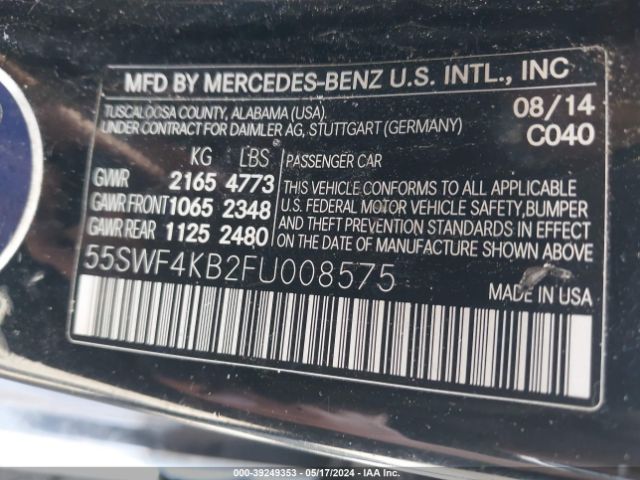 MFD BY MERCEDES-BENZ U.S. INTL., INC
TUSCALOOSA COUNTY, ALABAMA (USA)
UNDER CONTRACT FOR DAIMLER AG, STUTTGART (GERMANY)
08/14
C040
KG LBS
GVWR 2165 4773
GAWR FRONT 1065 2348
GAWR REAR 1125 2480
PASSENGER CAR
THIS VEHICLE CONFORMS TO ALL APPLICABLE
U.S. FEDERAL MOTOR VEHICLE SAFETY, BUMPER
AND THEFT PREVENTION STANDARDS IN EFFECT
ON THE DATE OF MANUFACTURE SHOWN ABOVE.
55SWF4KB2FU008575
MADE IN USA
000-39249353 - 05/17/2024 - IAA Inc.